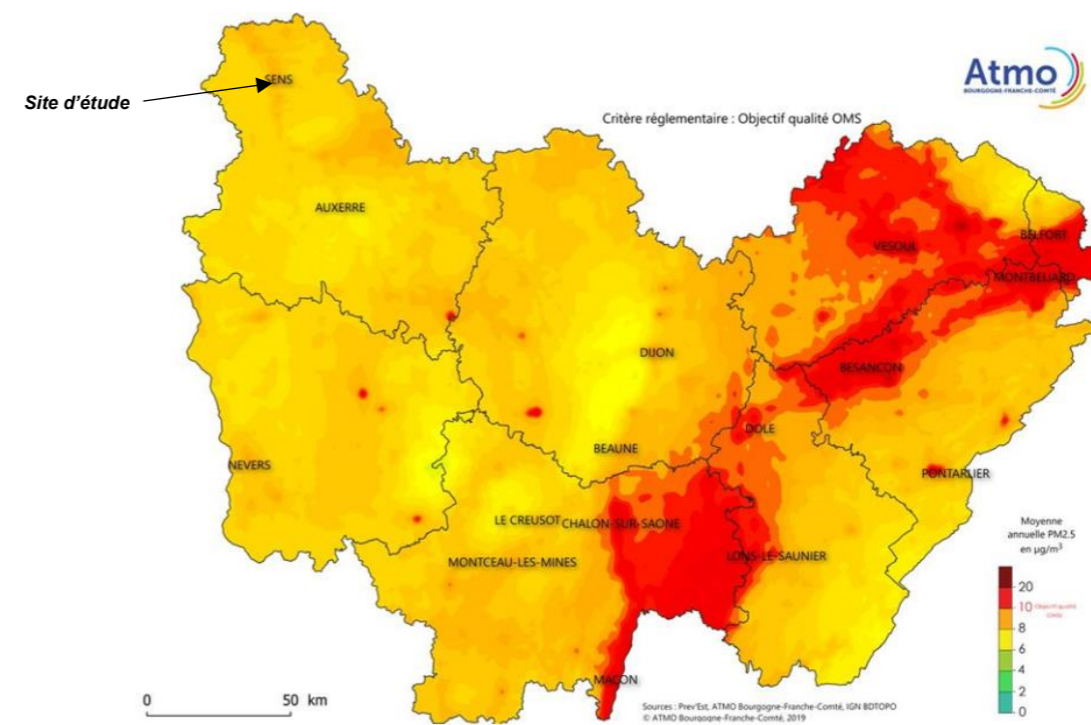 SENS
Site d'étude
Atmo
BOURGOGNE-FRANCHE-COMTÉ
Critère réglementaire : Objectif qualité OMS
AUXERRE
BELFORT
VESOUL
MONTBELIARD
DIJON
BESANCON
DOLE
BEAUNE
NEVERS
PONTARLIER
LE CREUSOT
CHALON-SUR-SAONE
LONS-LE-SAUNIER
MONTCEAU-LES-MINES
MACON
Moyenne
annuelle PM2.5
en µg/m³
20
10 Objectif qualité
OMS
8
6
4
2
0
0 50 km
Sources : Prev'Est, ATMO Bourgogne-Franche-Comté, IGN BDTOPO
© ATMO Bourgogne-Franche-Comté, 2019